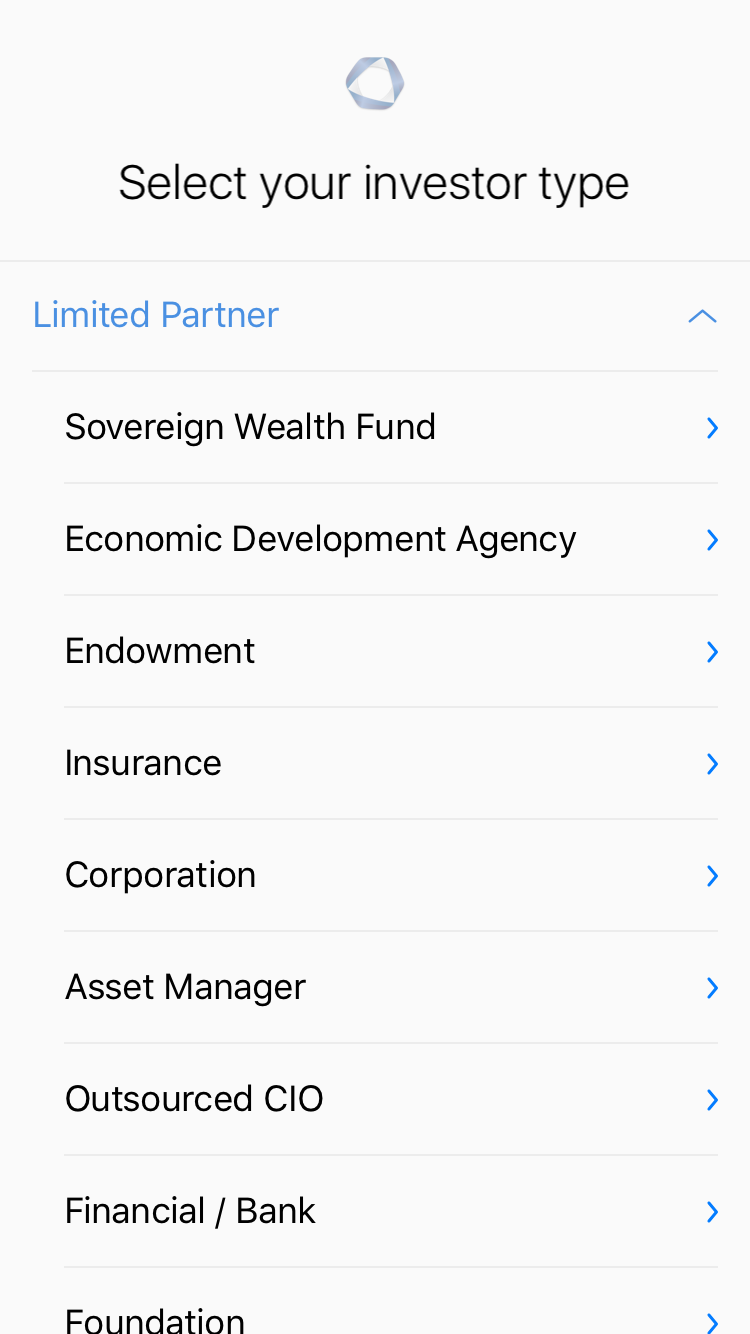 Select your investor type
Limited Partner
Sovereign Wealth Fund
Economic Development Agency
Endowment
Insurance
Corporation
Asset Manager
Outsourced CIO
Financial / Bank
Foundation